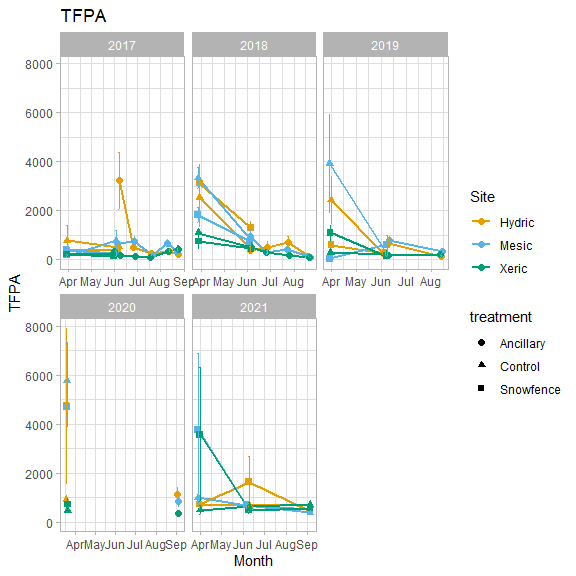 TFPA
2017 2018 2019
8000
6000
4000
2000
0
Apr May Jun Jul Aug Sep Apr May Jun Jul Aug Apr May Jun Jul Aug
2020 2021
8000
6000
4000
2000
0
Apr May Jun Jul Aug Sep Apr May Jun Jul Aug Sep
Month
TFPA
Site
Hydric
Mesic
Xeric
treatment
Ancillary
Control
Snowfence